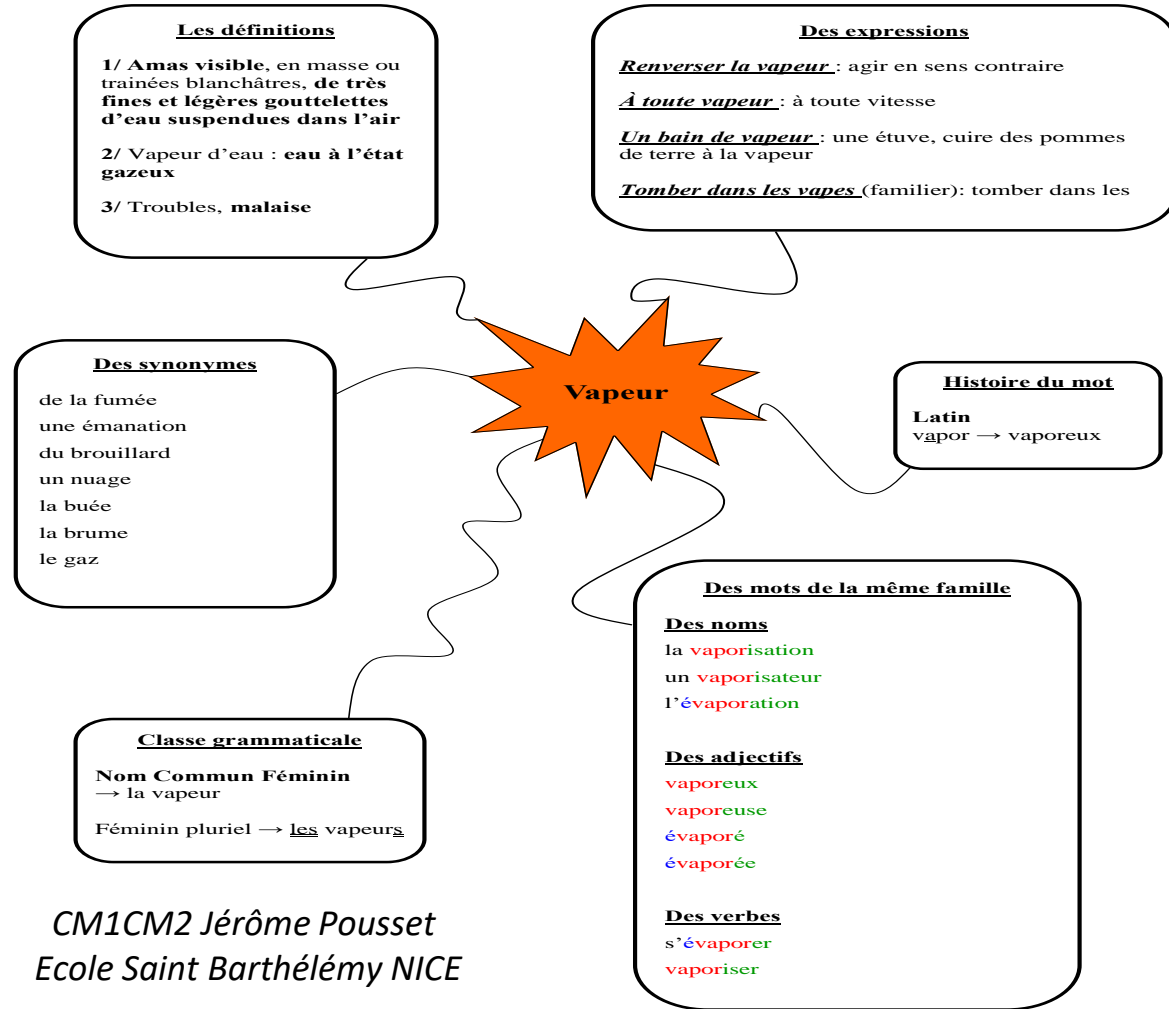 Les définitions
1/ Amas visible, en masse ou
trainées blanchâtres, de très
fines et légères gouttelettes
d'eau suspendues dans l'air
2/ Vapeur d'eau : eau à l'état
gazeux
3/ Troubles, malaise
Des expressions
Renverser la vapeur : agir en sens contraire
À toute vapeur : à toute vitesse
Un bain de vapeur : une étuve, cuire des pommes
de terre à la vapeur
Tomber dans les vapes (familier): tomber dans les
Vapeur
Des synonymes
de la fumée
une émanation
du brouillard
un nuage
la buée
la brume
le gaz
Histoire du mot
Latin
vapor → vaporeux
Classe grammaticale
Nom Commun Féminin
→ la vapeur
Féminin pluriel → les vapeurs
Des mots de la même famille
Des noms
la vaporisation
un vaporisateur
l'évaporation
Des adjectifs
vaporeux
vaporeuse
évaporé
évaporée
Des verbes
s'évaporer
vaporiser
CM1CM2 Jérôme Pousset
Ecole Saint Barthélémy NICE